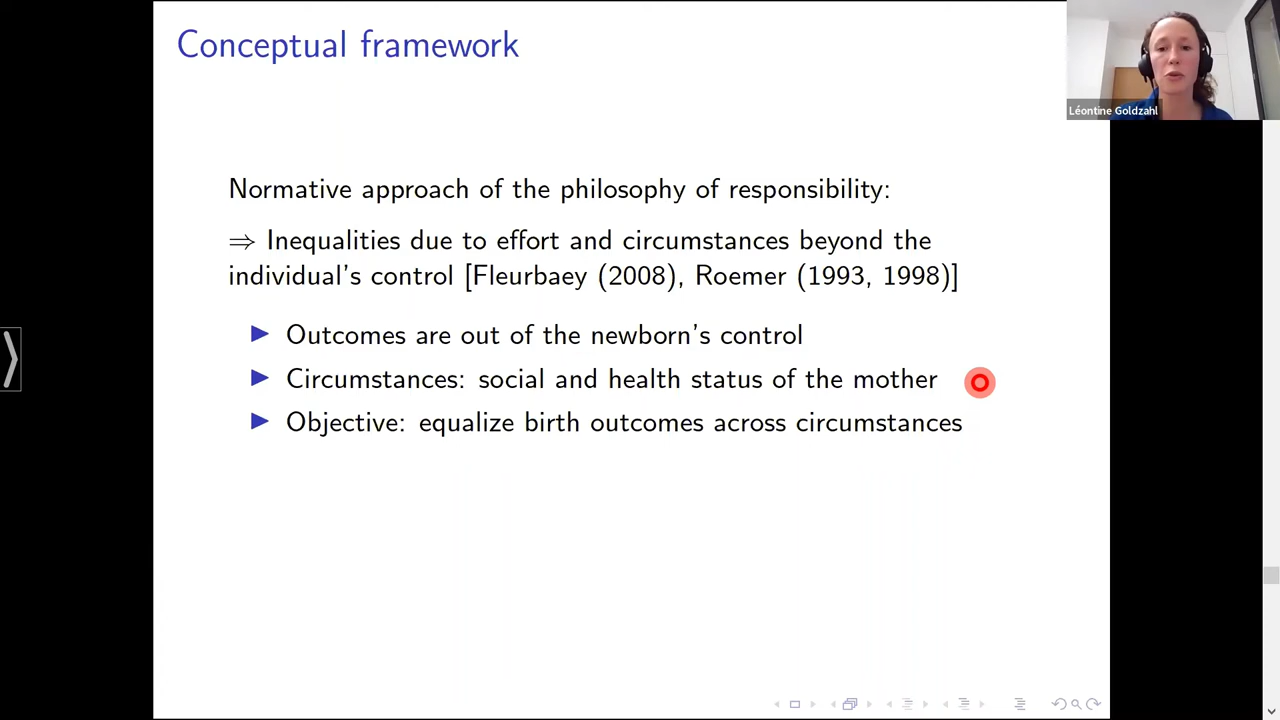 Conceptual framework
Léontine Goldzahl
Normative approach of the philosophy of responsibility:
⇒ Inequalities due to effort and circumstances beyond the
individual's control [Fleurbaey (2008), Roemer (1993, 1998)]
▶ Outcomes are out of the newborn's control
▶ Circumstances: social and health status of the mother
▶ Objective: equalize birth outcomes across circumstances